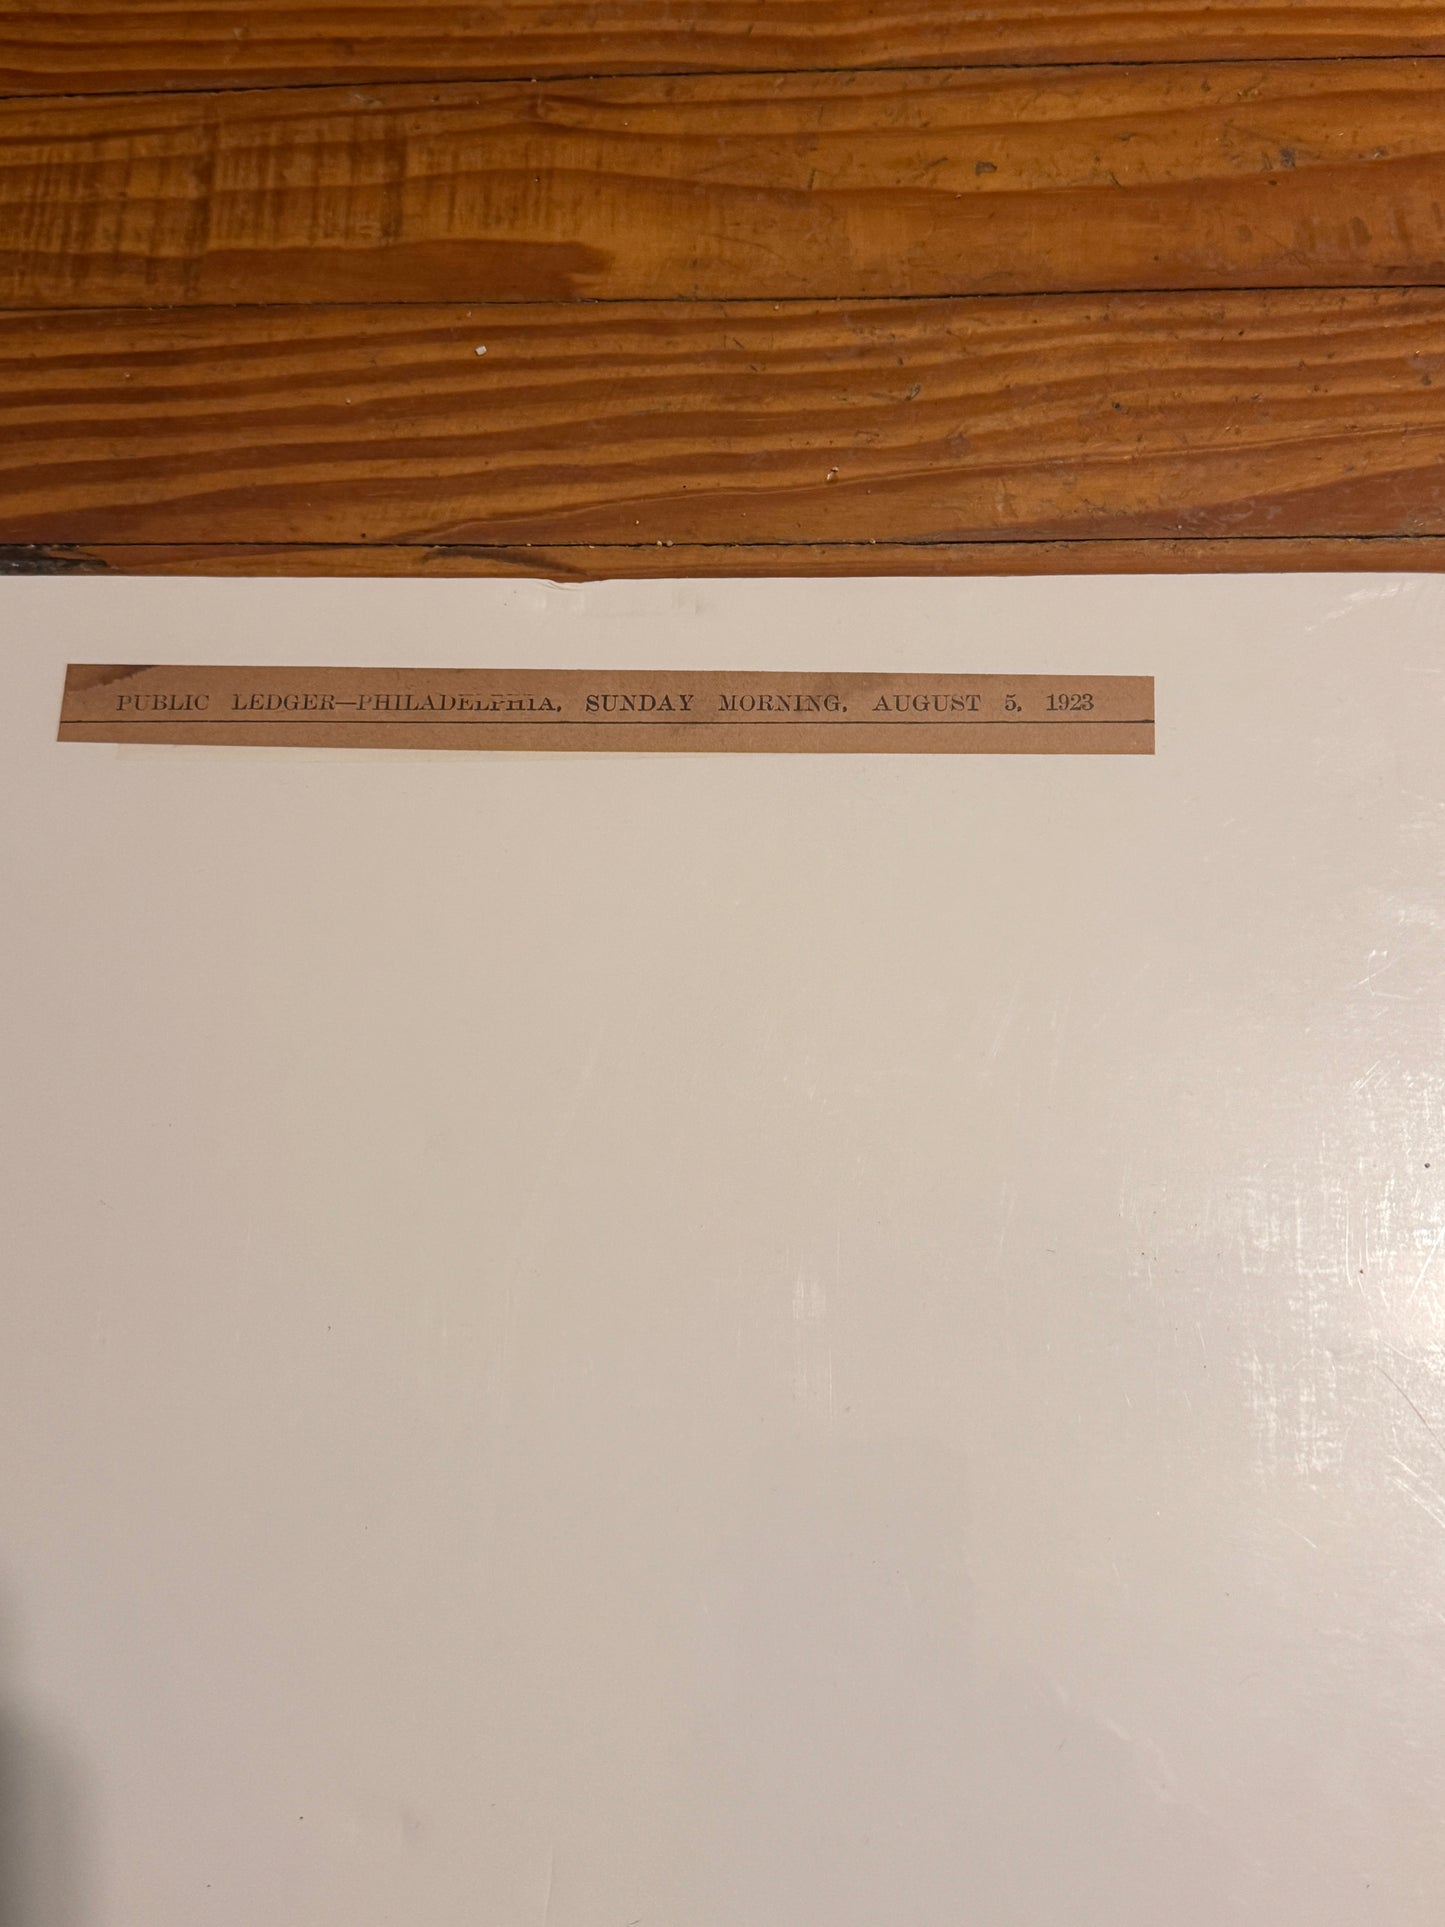 PUBLIC LEDGER—PHILADELPHIA, SUNDAY MORNING, AUGUST 5, 1923